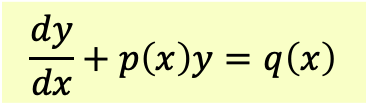 dy/dx + p(x)y = q(x)